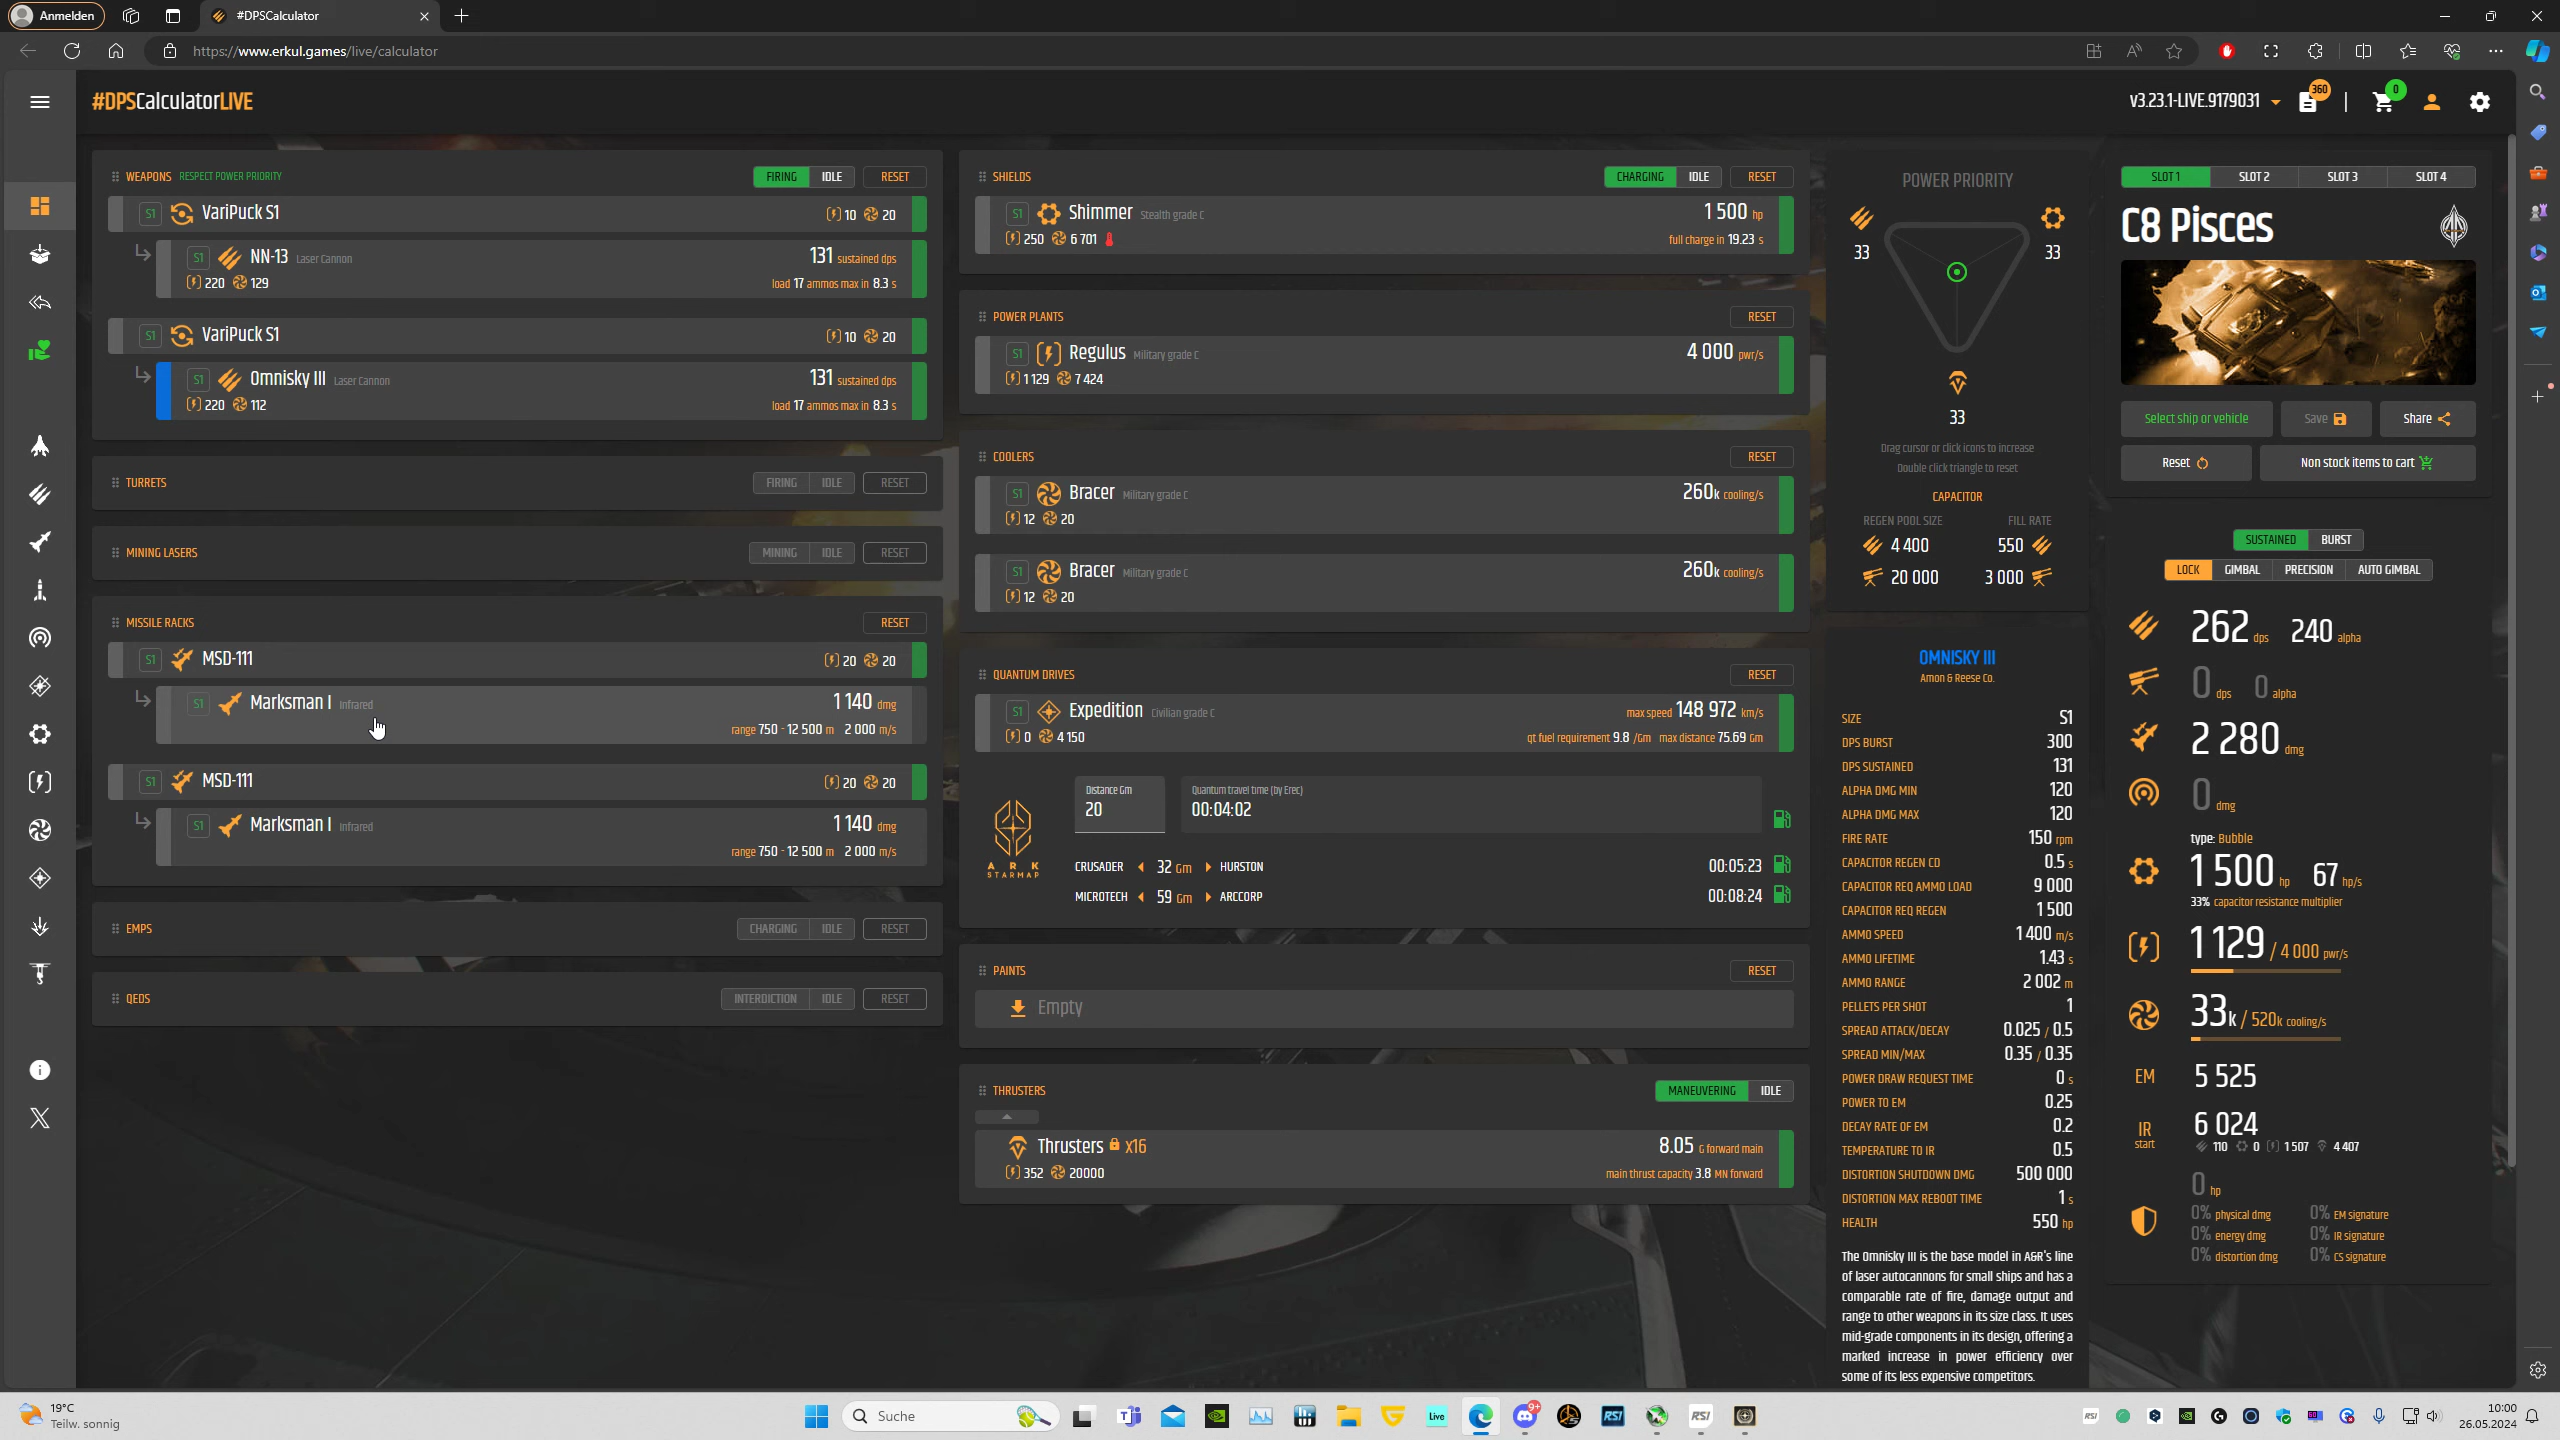 Anmelden
#DPSCalculator
https://www.erkul.games/live/calculator
#DPSCalculatorLIVE
v3.23.1-LIVE.9179031
360
0
WEAPONS RESPECT POWER PRIORITY
FIRING IDLE RESET
S1 VariPuck S1
10 20
S1 NN-13 Laser Cannon
131 sustained dps
220 129
load 17 ammos max in 8.3 s
S1 VariPuck S1
10 20
S1 Omnisky III Laser Cannon
131 sustained dps
220 112
load 17 ammos max in 8.3 s
TURRETS
FIRING IDLE RESET
MINING LASERS
MINING IDLE RESET
MISSILE RACKS
RESET
S1 MSD-111
20 20
S1 Marksman I Infrared
1 140 dmg
range 750 - 12 500 m 2 000 m/s
S1 MSD-111
20 20
S1 Marksman I Infrared
1 140 dmg
range 750 - 12 500 m 2 000 m/s
EMPS
CHARGING IDLE RESET
QEDS
INTERDICTION IDLE RESET
SHIELDS
CHARGING IDLE RESET
S1 Shimmer Stealth grade C
1 500 hp
250 6 701
full charge in 19.23 s
POWER PLANTS
RESET
S1 Regulus Military grade C
4 000 pwr/s
1 129 7 424
COOLERS
RESET
S1 Bracer Military grade C
260k cooling/s
12 20
S1 Bracer Military grade C
260k cooling/s
12 20
QUANTUM DRIVES
RESET
S1 Expedition Civilian grade C
max speed 148 972 km/s
0 4 150
qt fuel requirement 9.8 /Gm max distance 75.69 Gm
Distance Gm
20
Quantum travel time (by Erec)
00:04:02
ARK
STARMAP
CRUSADER 32 Gm HURSTON
00:05:23
MICROTECH 59 Gm ARCCORP
00:08:24
PAINTS
RESET
Empty
THRUSTERS
MANEUVERING IDLE
Thrusters x16
8.05 G forward main
352 20000
main thrust capacity 3.8 MN forward
POWER PRIORITY
33
33
33
Drag cursor or click icons to increase
Double click triangle to reset
CAPACITOR
REGEN POOL SIZE FILL RATE
4 400 550
20 000 3 000
OMNISKY III
Amon & Reese Co.
SIZE S1
DPS BURST 300
DPS SUSTAINED 131
ALPHA DMG MIN 120
ALPHA DMG MAX 120
FIRE RATE 150 rpm
CAPACITOR REGEN CD 0.5 s
CAPACITOR REQ AMMO LOAD 9 000
CAPACITOR REQ REGEN 1 500
AMMO SPEED 1 400 m/s
AMMO LIFETIME 1.43 s
AMMO RANGE 2 002 m
PELLETS PER SHOT 1
SPREAD ATTACK/DECAY 0.025 / 0.5
SPREAD MIN/MAX 0.35 / 0.35
POWER DRAW REQUEST TIME 0 s
POWER TO EM 0.25
DECAY RATE OF EM 0.2
TEMPERATURE TO IR 0.5
DISTORTION SHUTDOWN DMG 500 000
DISTORTION MAX REBOOT TIME 1 s
HEALTH 550 hp
The Omnisky III is the base model in A&R's line
of laser autocannons for small ships and has a
comparable rate of fire, damage output and
range to other weapons in its size class. It uses
mid-grade components in its design, offering a
marked increase in power efficiency over
some of its less expensive competitors.
SLOT 1 SLOT 2 SLOT 3 SLOT 4
C8 Pisces
Select ship or vehicle Save Share
Reset Non stock items to cart
SUSTAINED BURST
LOCK GIMBAL PRECISION AUTO GIMBAL
262 dps 240 alpha
0 dps 0 alpha
2 280 dmg
0 dmg
type: Bubble
1 500 hp 67 hp/s
33% capacitor resistance multiplier
1 129 / 4 000 pwr/s
33k / 520k cooling/s
EM 5 525
IR 6 024
start 110 0 1 507 4 407
0 hp
0% physical dmg 0% EM signature
0% energy dmg 0% IR signature
0% distortion dmg 0% CS signature
19°C
Teilw. sonnig
Suche
Live
9+
RSI
RSI
RSI
10:00
26.05.2024